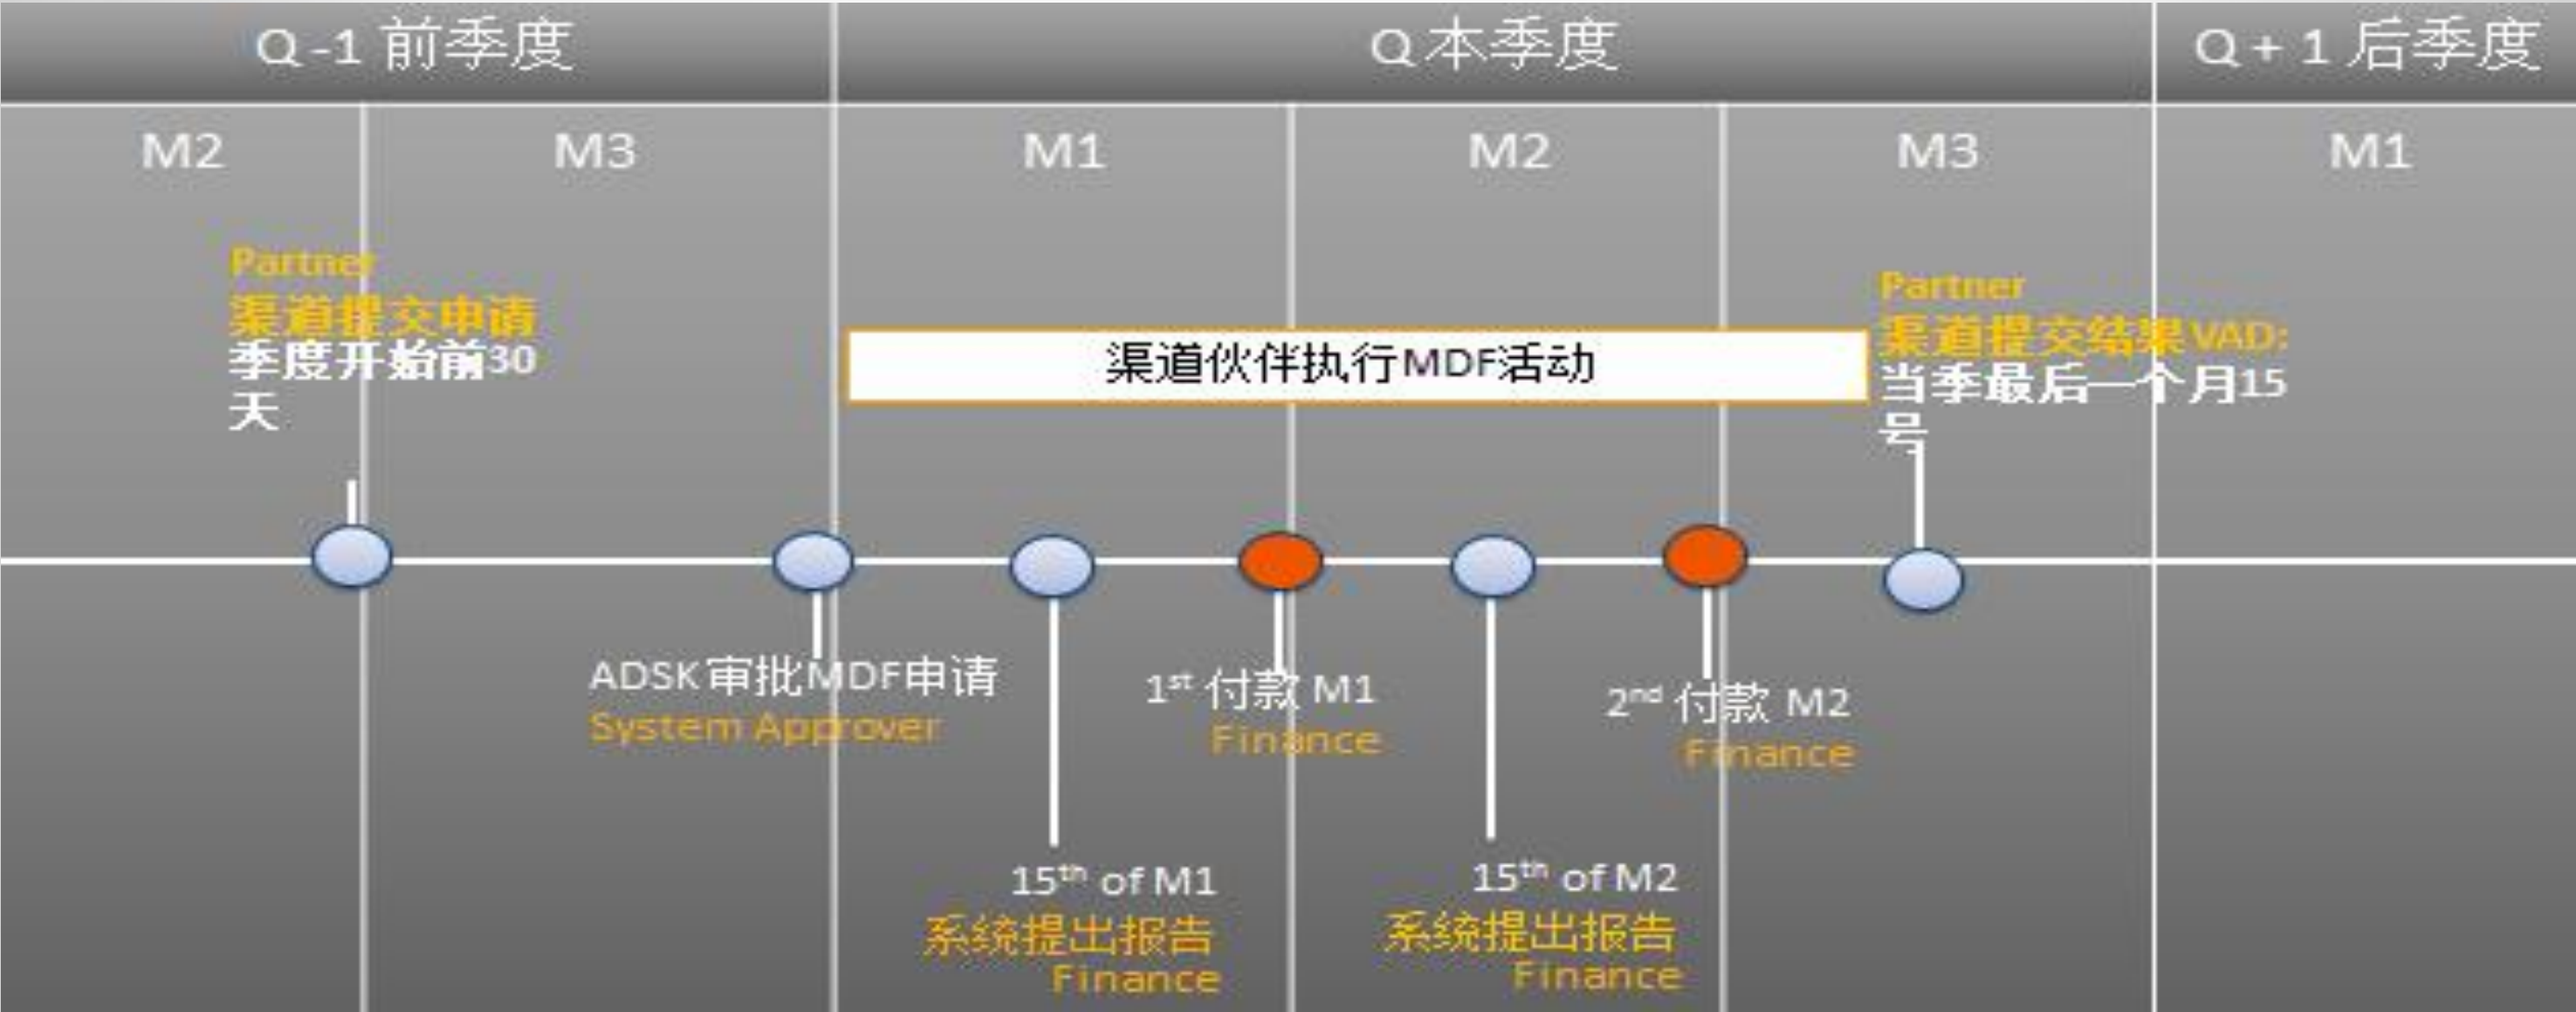 Q -1 前季度
Q 本季度
Q + 1 后季度
M2
M3
M1
M2
M3
M1
Partner
渠道提交申请
季度开始前30
天
渠道伙伴执行MDF活动
Partner
渠道提交结果VAD:
当季最后一个月15
号
ADSK 审批MDF申请
System Approver
1st 付款 M1
Finance
2nd 付款 M2
Finance
15th of M1
系统提出报告
Finance
15th of M2
系统提出报告
Finance